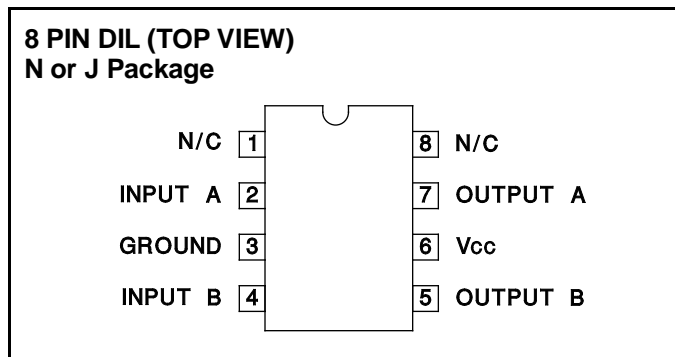 8 PIN DIL (TOP VIEW)
N or J Package
N/C 1 8 N/C
INPUT A 2 7 OUTPUT A
GROUND 3 6 Vcc
INPUT B 4 5 OUTPUT B